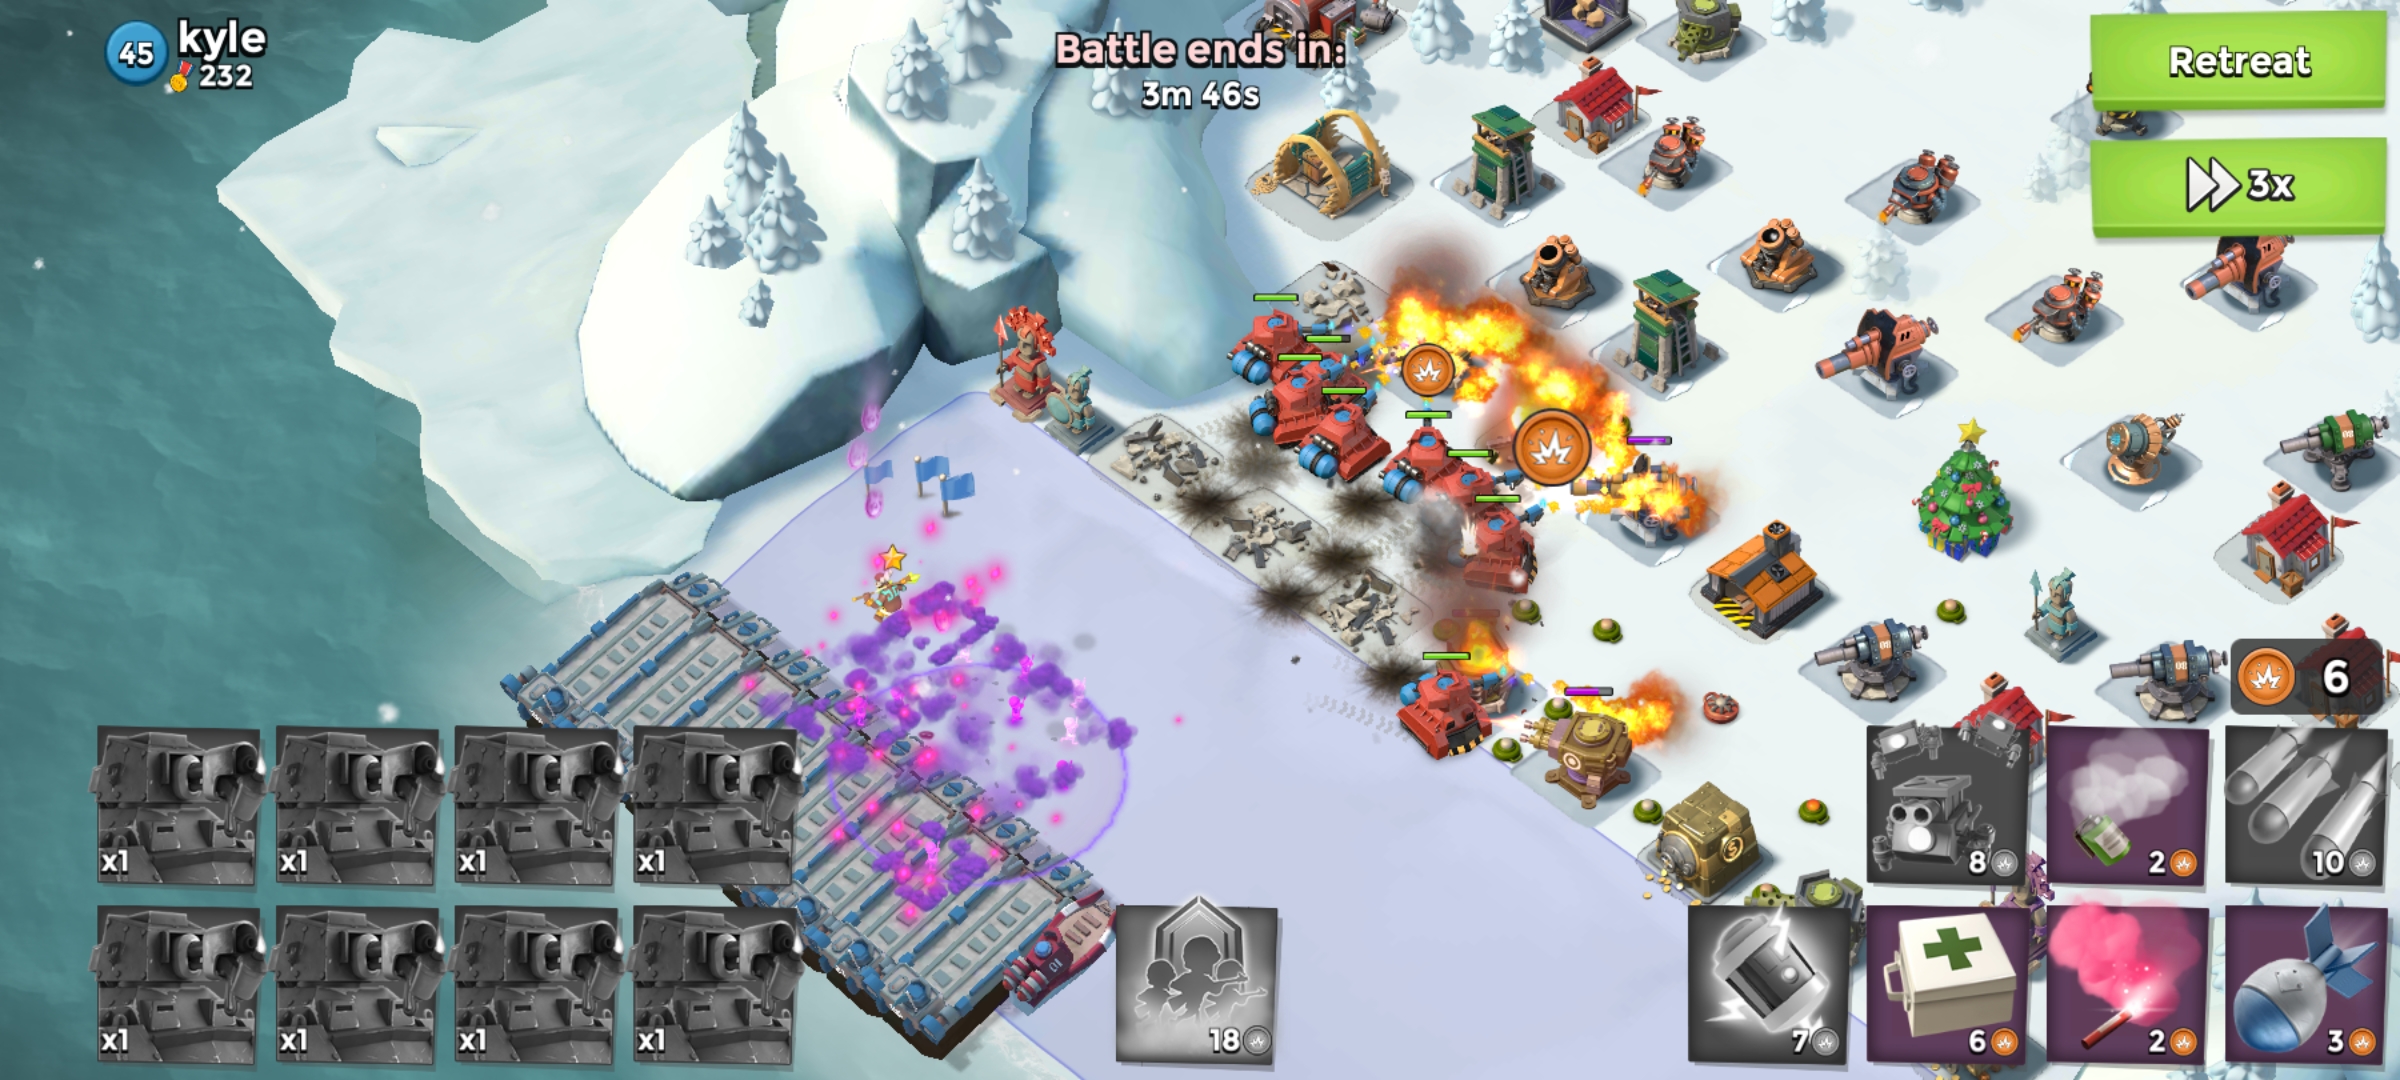 45 kyle
232
Battle ends in:
3m 46s
Retreat
3x
6
x1 x1 x1 x1
8 2 10
x1 x1 x1 x1
18 7 6 2 3